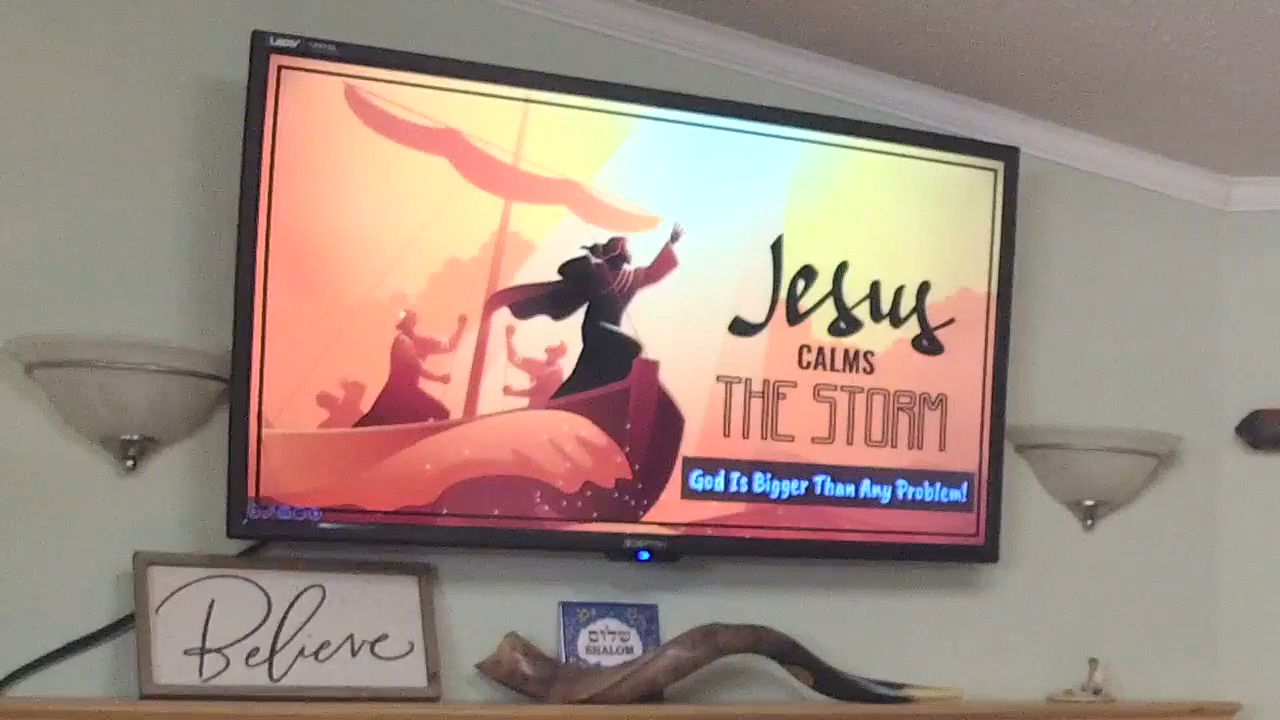 Jesus
CALMS
THE STORM
God Is Bigger Than Any Problem!
Believe
שלום
SHALOM